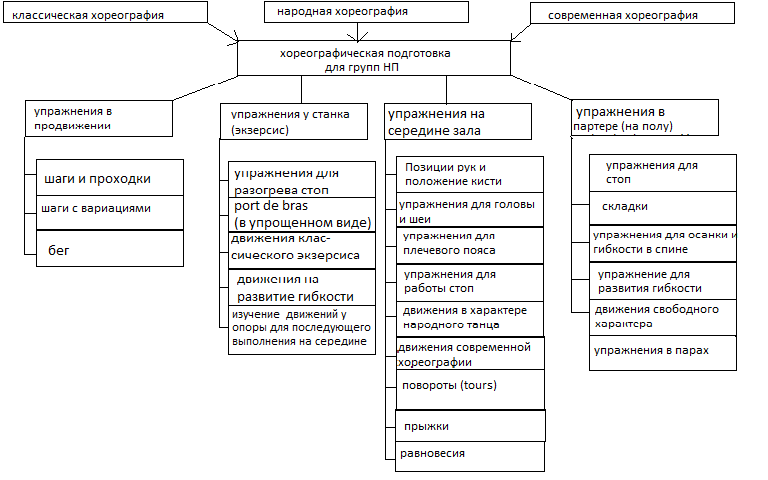 классическая хореография
народная хореография
современная хореография
хореографическая подготовка
для групп НП
упражнения в
продвижении
шаги и проходки
шаги с вариациями
бег
упражнения у станка
(экзерсис)
упражнения для
разогрева стоп
port de bras
(в упрощенном виде)
движения клас-
сического экзерсиса
движения на
развитие гибкости
изучение движений у
опоры для последующего
выполнения на середине
упражнения на
середине зала
Позиции рук и
положение кисти
упражнения для головы
и шеи
упражнения для
плечевого пояса
упражнения для
работы стоп
движения в характере
народного танца
движения современной
хореографии
повороты (tours)
прыжки
равновесия
упражнения в
партере (на полу)
упражнения для
стоп
складки
упражнения для осанки и
гибкости в спине
упражнение для
развития гибкости
движения свободного
характера
упражнения в парах